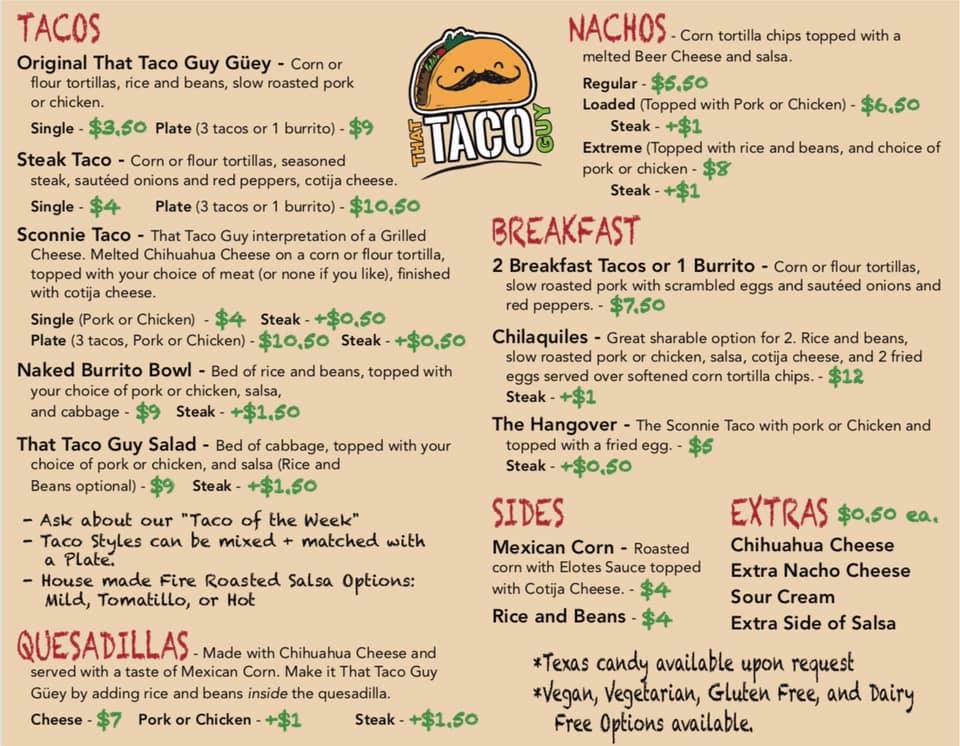 TACOS
Original That Taco Guy Güey - Corn or
flour tortillas, rice and beans, slow roasted pork
or chicken.
Single - $3.50 Plate (3 tacos or 1 burrito) - $9
Steak Taco - Corn or flour tortillas, seasoned
steak, sautéed onions and red peppers, cotija cheese.
Single - $4 Plate (3 tacos or 1 burrito) - $10.50
Sconnie Taco - That Taco Guy interpretation of a Grilled
Cheese. Melted Chihuahua Cheese on a corn or flour tortilla,
topped with your choice of meat (or none if you like), finished
with cotija cheese.
Single (Pork or Chicken) - $4 Steak - +$0.50
Plate (3 tacos, Pork or Chicken) - $10.50 Steak - +$0.50
Naked Burrito Bowl - Bed of rice and beans, topped with
your choice of pork or chicken, salsa,
and cabbage - $9 Steak - +$1.50
That Taco Guy Salad - Bed of cabbage, topped with your
choice of pork or chicken, and salsa (Rice and
Beans optional) - $9 Steak - +$1.50
- Ask about our "Taco of the Week"
- Taco Styles can be mixed + matched with
a Plate.
- House made Fire Roasted Salsa Options:
Mild, Tomatillo, or Hot
QUESADILLAS - Made with Chihuahua Cheese and
served with a taste of Mexican Corn. Make it That Taco Guy
Güey by adding rice and beans inside the quesadilla.
Cheese - $7 Pork or Chicken - +$1 Steak - +$1.50
THAT TACO GUY
NACHOS - Corn tortilla chips topped with a
melted Beer Cheese and salsa.
Regular - $5.50
Loaded (Topped with Pork or Chicken) - $6.50
Steak - +$1
Extreme (Topped with rice and beans, and choice of
pork or chicken - $8
Steak - +$1
BREAKFAST
2 Breakfast Tacos or 1 Burrito - Corn or flour tortillas,
slow roasted pork with scrambled eggs and sautéed onions and
red peppers. - $7.50
Chilaquiles - Great sharable option for 2. Rice and beans,
slow roasted pork or chicken, salsa, cotija cheese, and 2 fried
eggs served over softened corn tortilla chips. - $12
Steak - +$1
The Hangover - The Sconnie Taco with pork or Chicken and
topped with a fried egg. - $5
Steak - +$0.50
SIDES
Mexican Corn - Roasted
corn with Elotes Sauce topped
with Cotija Cheese. - $4
Rice and Beans - $4
EXTRAS $0.50 ea.
Chihuahua Cheese
Extra Nacho Cheese
Sour Cream
Extra Side of Salsa
*Texas candy available upon request
*Vegan, Vegetarian, Gluten Free, and Dairy
Free Options available.